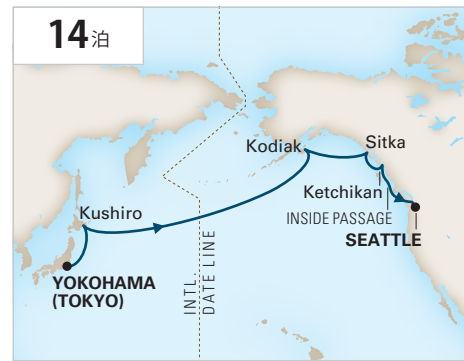 14泊
Kodiak
Sitka
Ketchikan
Kushiro
INSIDE PASSAGE
SEATTLE
YOKOHAMA
(TOKYO)
INTL.
DATE LINE